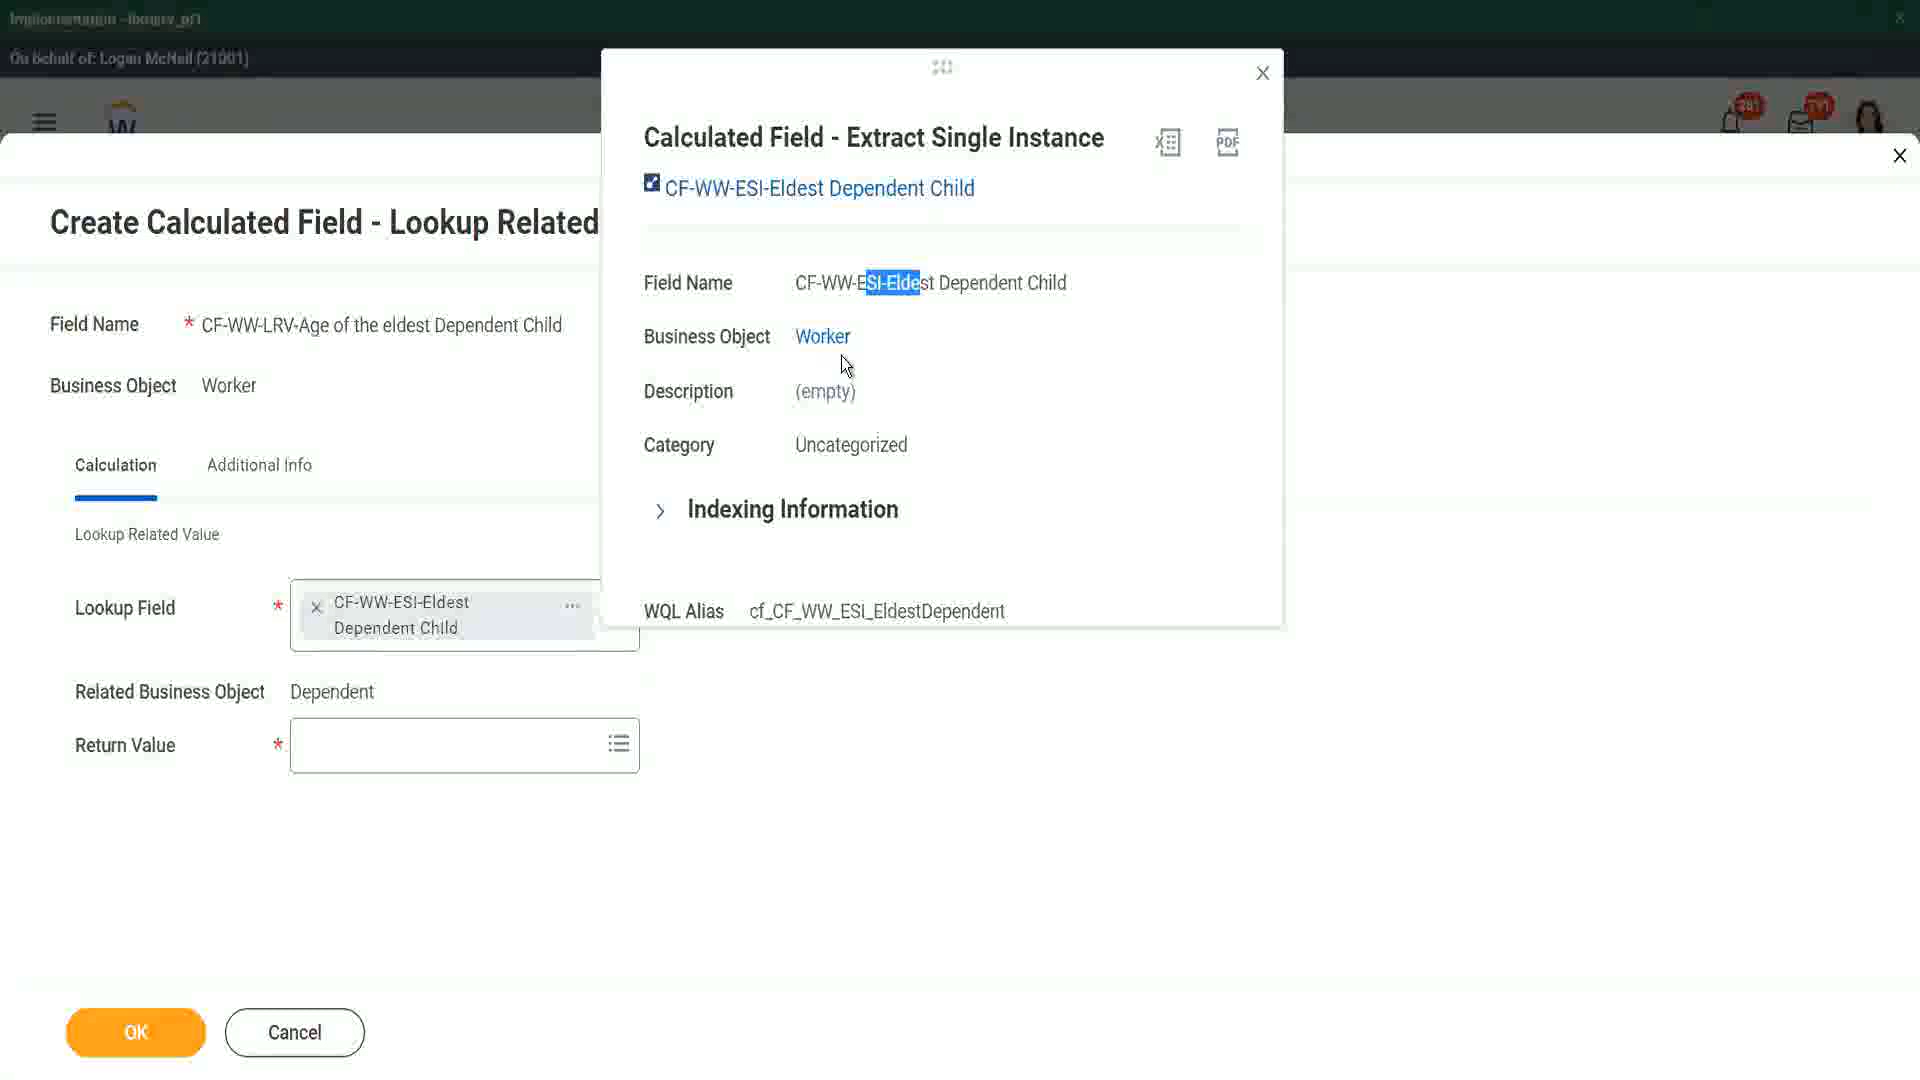 Implementation -
On behalf of: Logan McNeil (21001)
W
381
791
Create Calculated Field - Lookup Related
Field Name * CF-WW-LRV-Age of the eldest Dependent Child
Business Object Worker
Calculation Additional Info
Lookup Related Value
Lookup Field * CF-WW-ESI-Eldest
Dependent Child
Related Business Object Dependent
Return Value *
OK Cancel
Calculated Field - Extract Single Instance
X PDF
CF-WW-ESI-Eldest Dependent Child
Field Name CF-WW-ESI-Eldest Dependent Child
Business Object Worker
Description (empty)
Category Uncategorized
Indexing Information
WQL Alias cf_CF_WW_ESI_EldestDependent